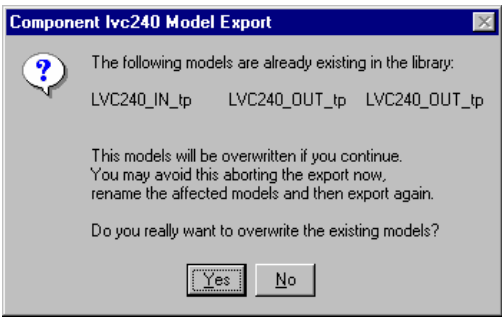 Component lvc240 Model Export
The following models are already existing in the library:
LVC240_IN_tp LVC240_OUT_tp LVC240_OUT_tp
This models will be overwritten if you continue.
You may avoid this aborting the export now,
rename the affected models and then export again.
Do you really want to overwrite the existing models?
Yes No